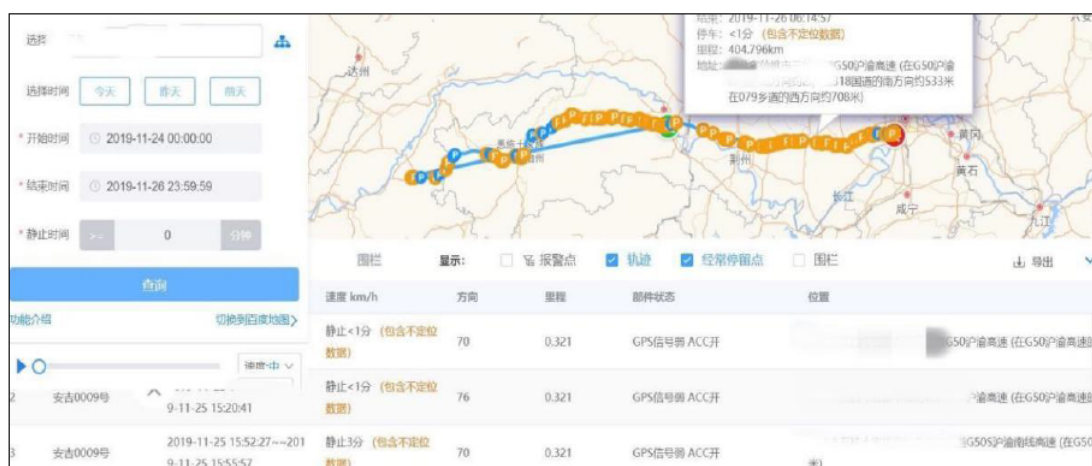 选择
选择时间
今天
昨天
前天
* 开始时间
2019-11-24 00:00:00
* 结束时间
2019-11-26 23:59:59
* 静止时间
>=
0
分钟
查询
功能介绍
切换到百度地图>
速度:中
结束: 2019-11-26 06:14:57
停车: <1分 (包含不定位数据)
里程: 404.796km
地址:
G50沪渝高速 (在G50沪渝
318国道的南方向约533米
在079乡道的西方向约708米)
达州
荆州
长江
咸宁
黄冈
黄石
九江
围栏
显示:
报警点
轨迹
经常停留点
围栏
导出
速度 km/h
方向
里程
部件状态
位置
静止<1分 (包含不定位
数据)
70
0.321
GPS信号弱 ACC开
G50沪渝高速 (在G50沪渝高速的
2
安吉0009号
9-11-25 15:20:41
静止<1分 (包含不定位
数据)
76
0.321
GPS信号弱 ACC开
沪渝高速 (在G50沪渝高速的
3
安吉0009号
2019-11-25 15:52:27~~201
9-11-25 15:55:57
静止3分 (包含不定位
数据)
70
0.321
GPS信号弱 ACC开
G50S沪渝南线高速 (在G50
米)